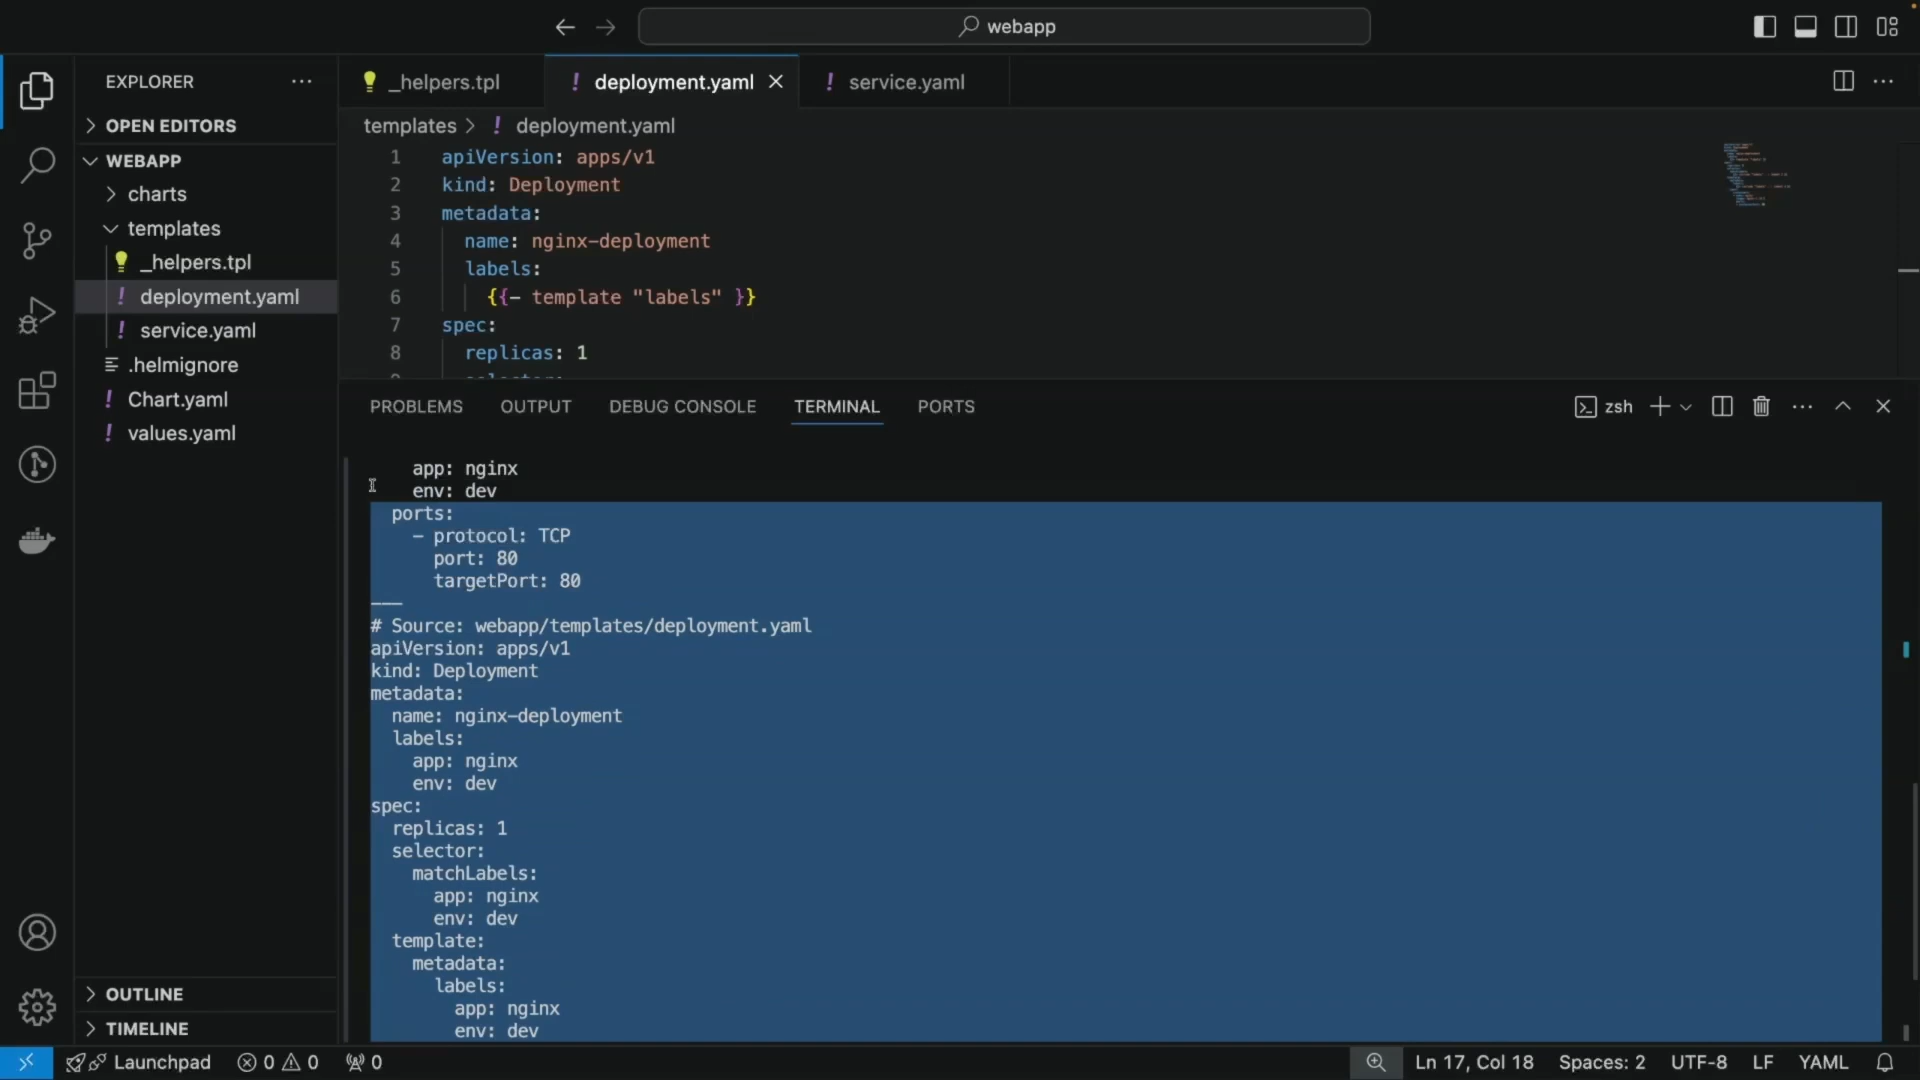 webapp
EXPLORER
OPEN EDITORS
WEBAPP
charts
templates
_helpers.tpl
deployment.yaml
service.yaml
.helmignore
Chart.yaml
values.yaml
OUTLINE
TIMELINE
_helpers.tpl
deployment.yaml
service.yaml
templates > deployment.yaml
1 apiVersion: apps/v1
2 kind: Deployment
3 metadata:
4 name: nginx-deployment
5 labels:
6 {{- template "labels" }}
7 spec:
8 replicas: 1
PROBLEMS OUTPUT DEBUG CONSOLE TERMINAL PORTS
zsh
app: nginx
env: dev
ports:
- protocol: TCP
port: 80
targetPort: 80
---
# Source: webapp/templates/deployment.yaml
apiVersion: apps/v1
kind: Deployment
metadata:
name: nginx-deployment
labels:
app: nginx
env: dev
spec:
replicas: 1
selector:
matchLabels:
app: nginx
env: dev
template:
metadata:
labels:
app: nginx
env: dev
Launchpad 0 0 0 Ln 17, Col 18 Spaces: 2 UTF-8 LF YAML